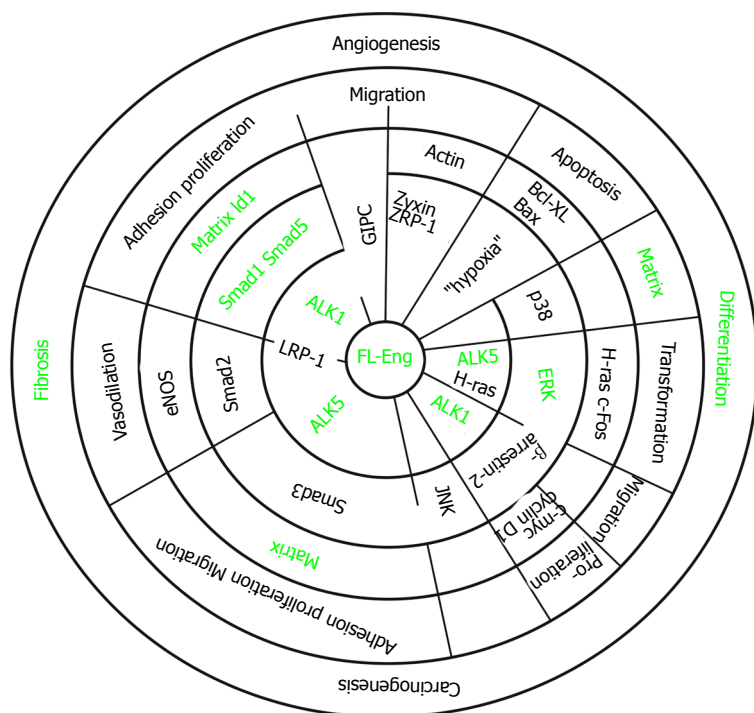 Angiogenesis
Migration
Adhesion proliferation
Apoptosis
Actin
Bcl-XL
Bax
Matrix Id1
Zyxin
ZRP-1
GIPC
Smad1 Smad5
"hypoxia"
Matrix
Differentiation
ALK1
p38
Fibrosis
Vasodilation
eNOS
Smad2
LRP-1
FL-Eng
ALK5
H-ras
ALK1
ERK
H-ras c-Fos
Transformation
ALK5
β-
arrestin-2
JNK
Smad3
c-myc
cyclin D1
Migration
Pro-
liferation
Matrix
Adhesion proliferation Migration
Carcinogenesis